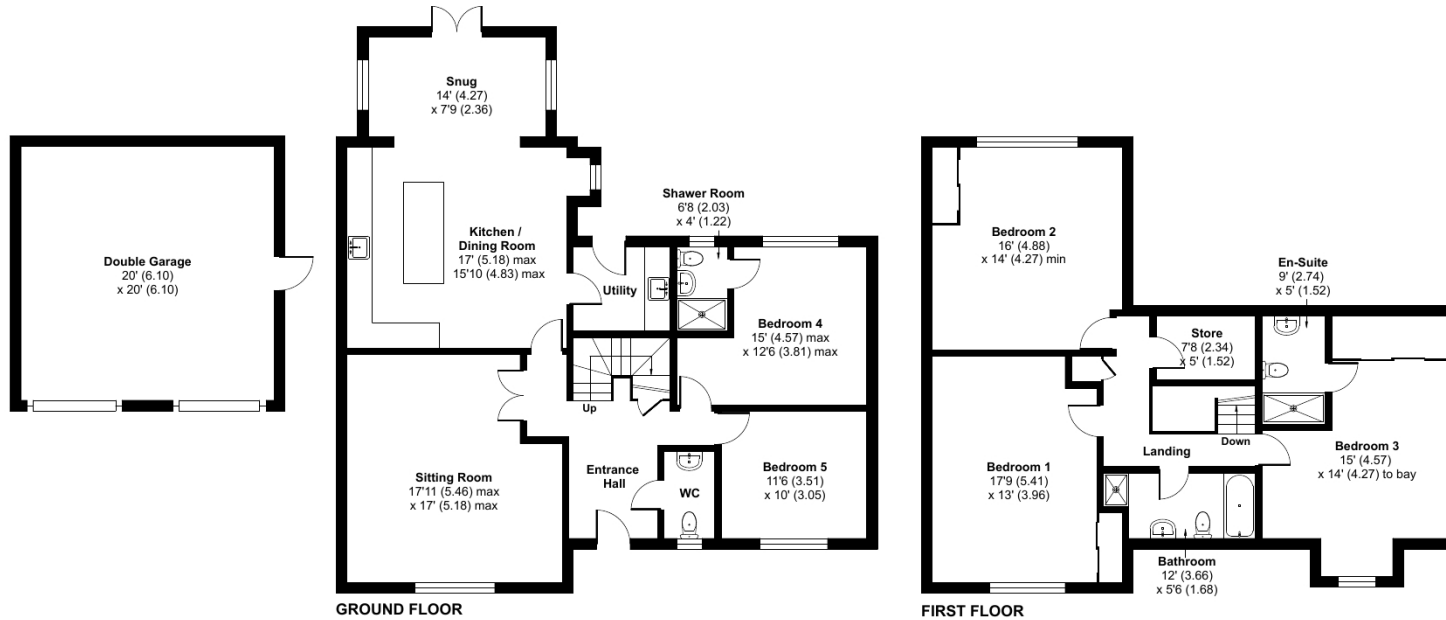 Snug
14' (4.27)
x 7'9 (2.36)
Double Garage
20' (6.10)
x 20' (6.10)
Kitchen /
Dining Room
17' (5.18) max
15'10 (4.83) max
Shawer Room
6'8 (2.03)
x 4' (1.22)
Utility
Bedroom 4
15' (4.57) max
x 12'6 (3.81) max
Up
Sitting Room
17'11 (5.46) max
x 17' (5.18) max
Entrance
Hall
WC
Bedroom 5
11'6 (3.51)
x 10' (3.05)
GROUND FLOOR
Bedroom 2
16' (4.88)
x 14' (4.27) min
En-Suite
9' (2.74)
x 5' (1.52)
Store
7'8 (2.34)
x 5' (1.52)
Down
Landing
Bedroom 1
17'9 (5.41)
x 13' (3.96)
Bedroom 3
15' (4.57)
x 14' (4.27) to bay
Bathroom
12' (3.66)
x 5'6 (1.68)
FIRST FLOOR